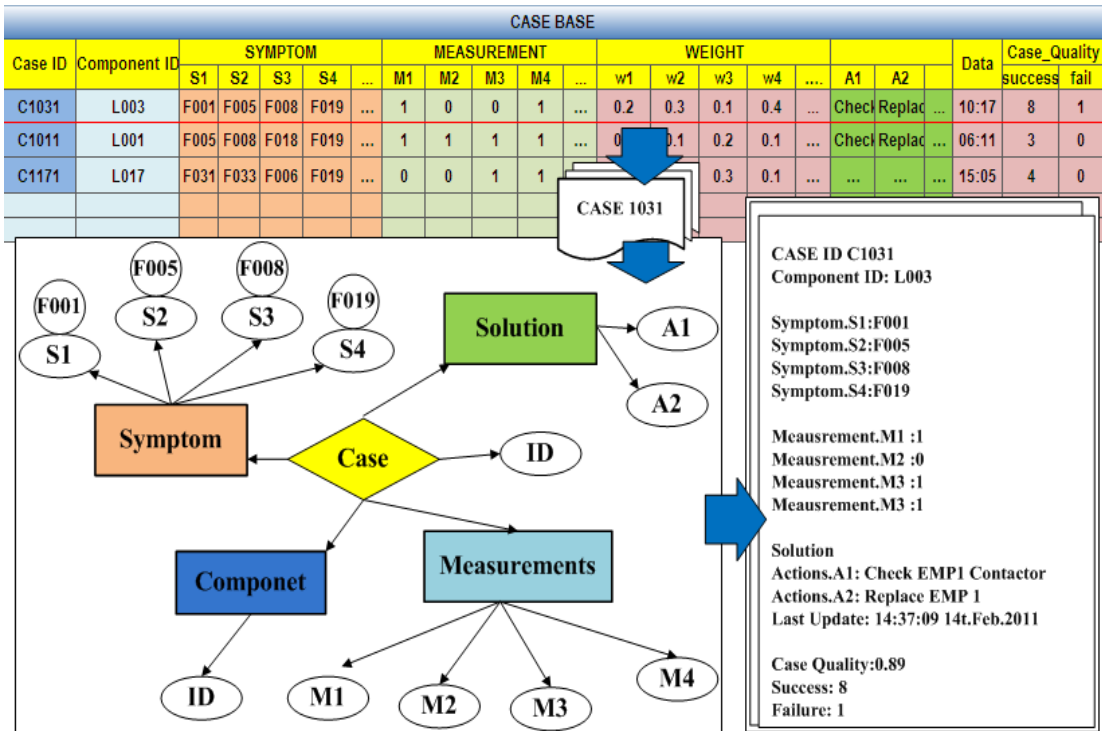 CASE BASE
Case ID Component ID SYMPTOM MEASUREMENT WEIGHT Data Case_Quality
S1 S2 S3 S4 ... M1 M2 M3 M4 ... w1 w2 w3 w4 .... A1 A2 success fail
C1031 L003 F001 F005 F008 F019 ... 1 0 0 1 ... 0.2 0.3 0.1 0.4 ... Check Replac ... 10:17 8 1
C1011 L001 F005 F008 F018 F019 ... 1 1 1 1 ... 0.1 0.2 0.1 ... Check Replac ... 06:11 3 0
C1171 L017 F031 F033 F006 F019 ... 0 0 1 1 ... 0.3 0.1 ... ... ... ... 15:05 4 0
CASE 1031
F001 F005 F008 F019
S1 S2 S3 S4
Solution
A1
A2
Symptom
Case
ID
Componet
Measurements
ID
M1
M2
M3
M4
CASE ID C1031
Component ID: L003
Symptom.S1:F001
Symptom.S2:F005
Symptom.S3:F008
Symptom.S4:F019
Meausrement.M1 :1
Meausrement.M2 :0
Meausrement.M3 :1
Meausrement.M3 :1
Solution
Actions.A1: Check EMP1 Contactor
Actions.A2: Replace EMP 1
Last Update: 14:37:09 14t.Feb.2011
Case Quality:0.89
Success: 8
Failure: 1